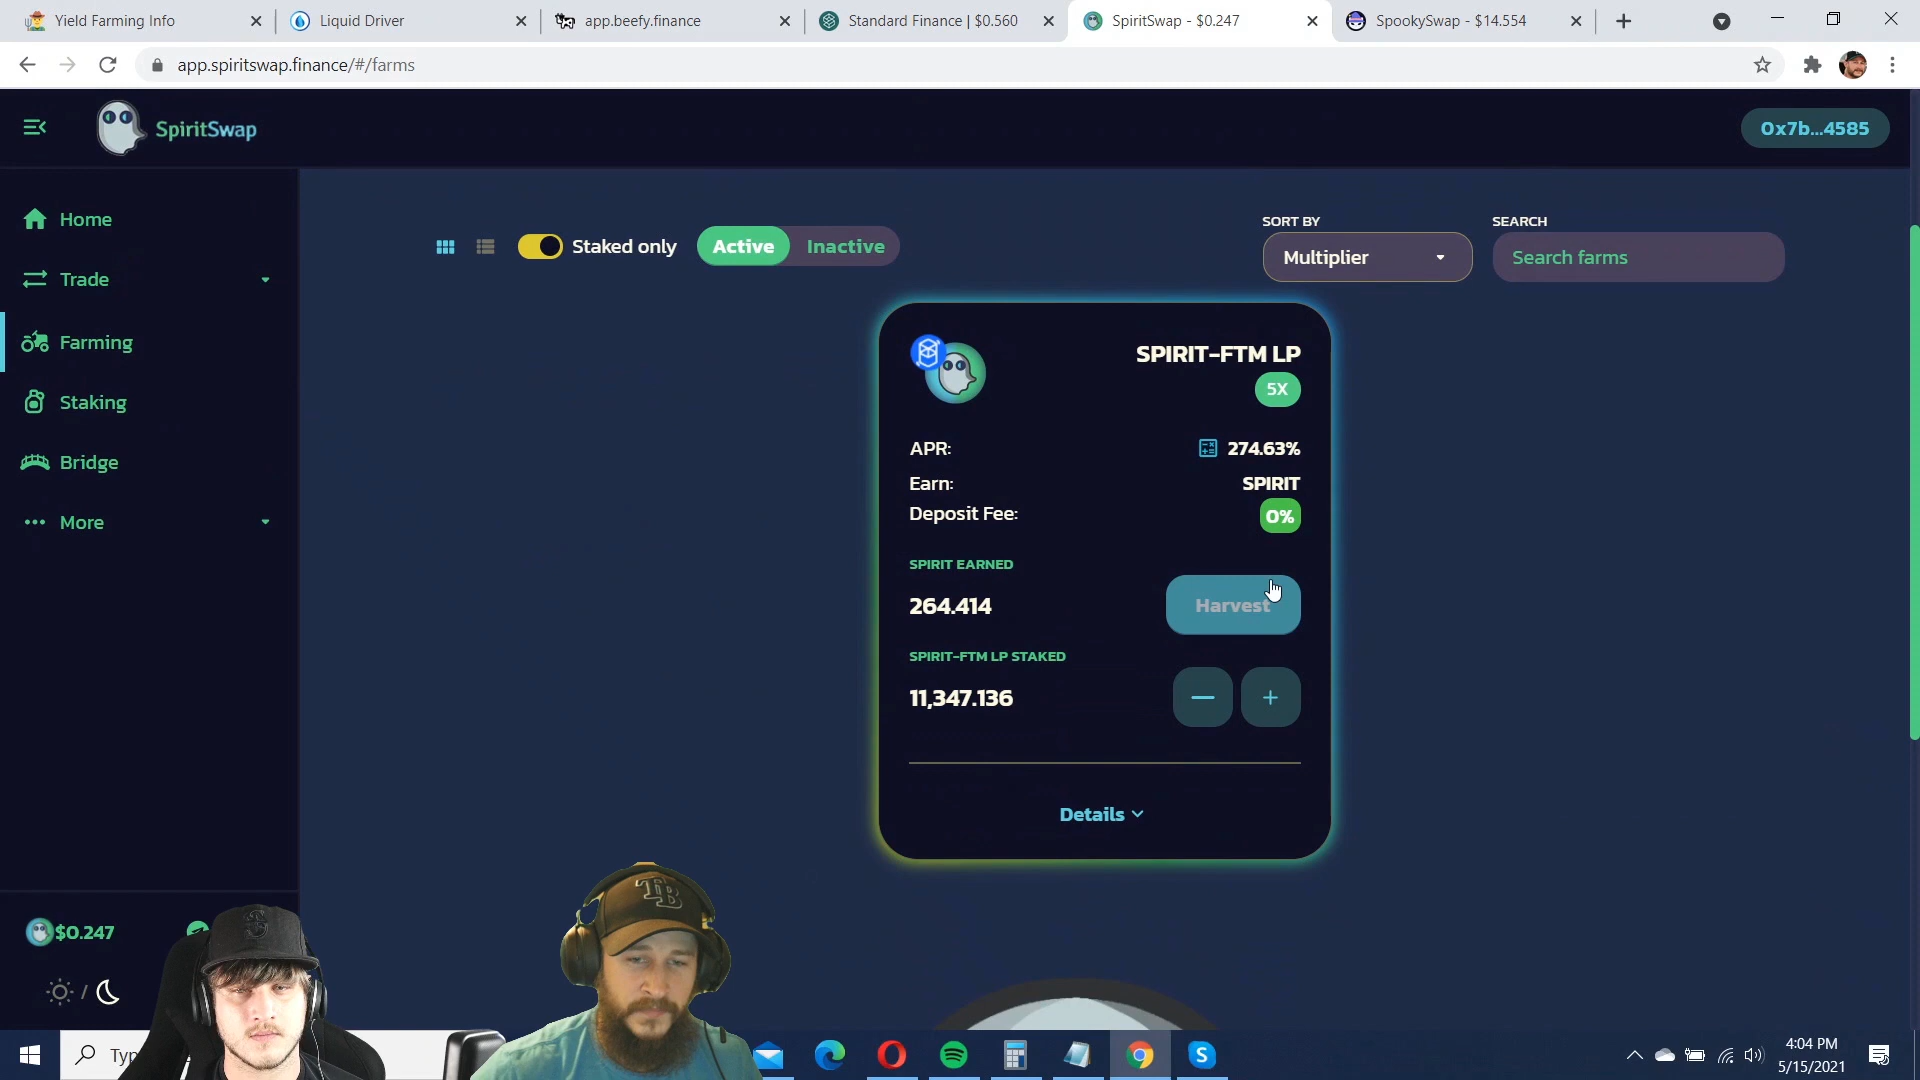 Yield Farming Info
Liquid Driver
app.beefy.finance
Standard Finance | $0.560
SpiritSwap - $0.247
SpookySwap - $14.554
app.spiritswap.finance/#/farms
SpiritSwap
0x7b...4585
Home
Trade
Farming
Staking
Bridge
More
Staked only
Active
Inactive
SORT BY
Multiplier
SEARCH
Search farms
SPIRIT-FTM LP
5X
APR:
274.63%
Earn:
SPIRIT
Deposit Fee:
0%
SPIRIT EARNED
264.414
Harvest
SPIRIT-FTM LP STAKED
11,347.136
Details
$0.247
TB
Typ
4:04 PM
5/15/2021